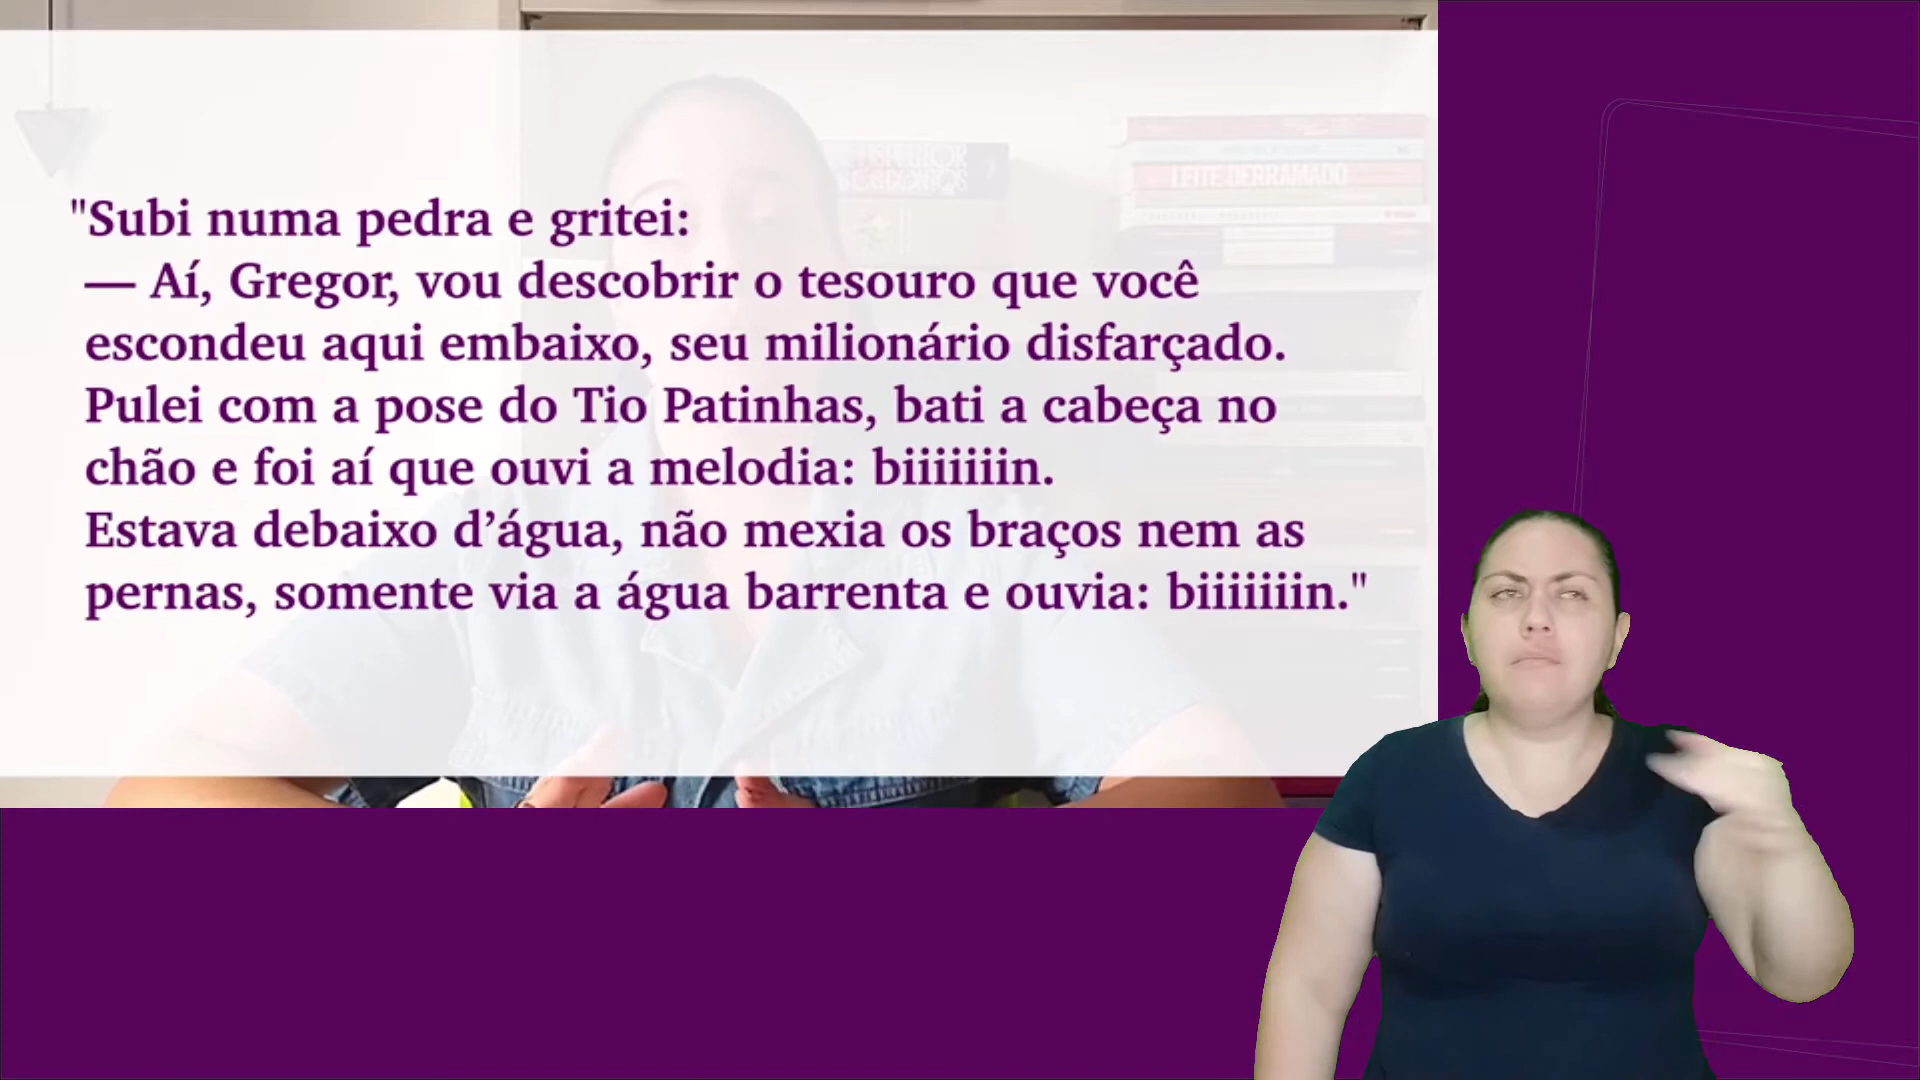 "Subi numa pedra e gritei:
— Aí, Gregor, vou descobrir o tesouro que você
escondeu aqui embaixo, seu milionário disfarçado.
Pulei com a pose do Tio Patinhas, bati a cabeça no
chão e foi aí que ouvi a melodia: biiiiiiin.
Estava debaixo d’água, não mexia os braços nem as
pernas, somente via a água barrenta e ouvia: biiiiiiin."
LEITE DERRAMADO